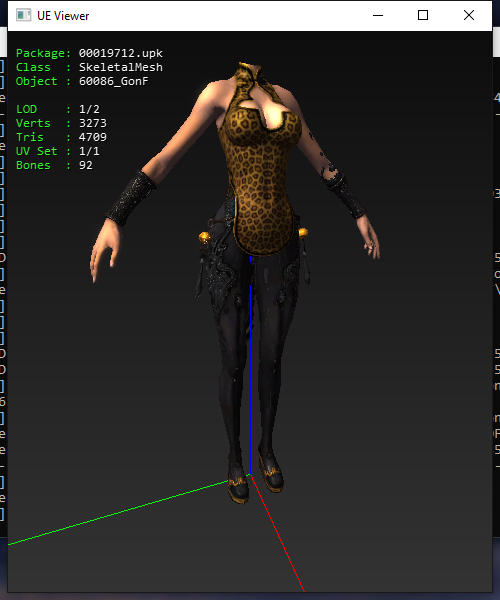 UE Viewer
Package: 00019712.upk
Class : SkeletalMesh
Object : 60086_GonF
LOD : 1/2
Verts : 3273
Tris : 4709
UV Set : 1/1
Bones : 92